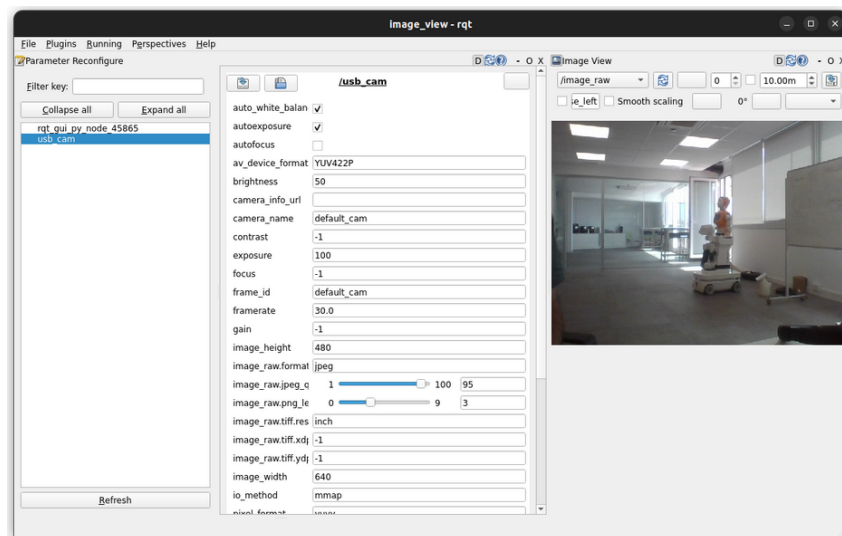 image_view - rqt
File Plugins Running Perspectives Help
Parameter Reconfigure
D
- O X
Image View
D
- O X
Filter key:
Collapse all
Expand all
rqt_gui_py_node_45865
usb_cam
Refresh
/usb_cam
auto_white_balan
autoexposure
autofocus
av_device_format YUV422P
brightness 50
camera_info_url
camera_name default_cam
contrast -1
exposure 100
focus -1
frame_id default_cam
framerate 30.0
gain -1
image_height 480
image_raw.format jpeg
image_raw.jpeg_q 1 100 95
image_raw.png_le 0 9 3
image_raw.tiff.res inch
image_raw.tiff.xdp -1
image_raw.tiff.ydp -1
image_width 640
io_method mmap
pixel_format yuyv
/image_raw 0 10.00m
se_left Smooth scaling 0°